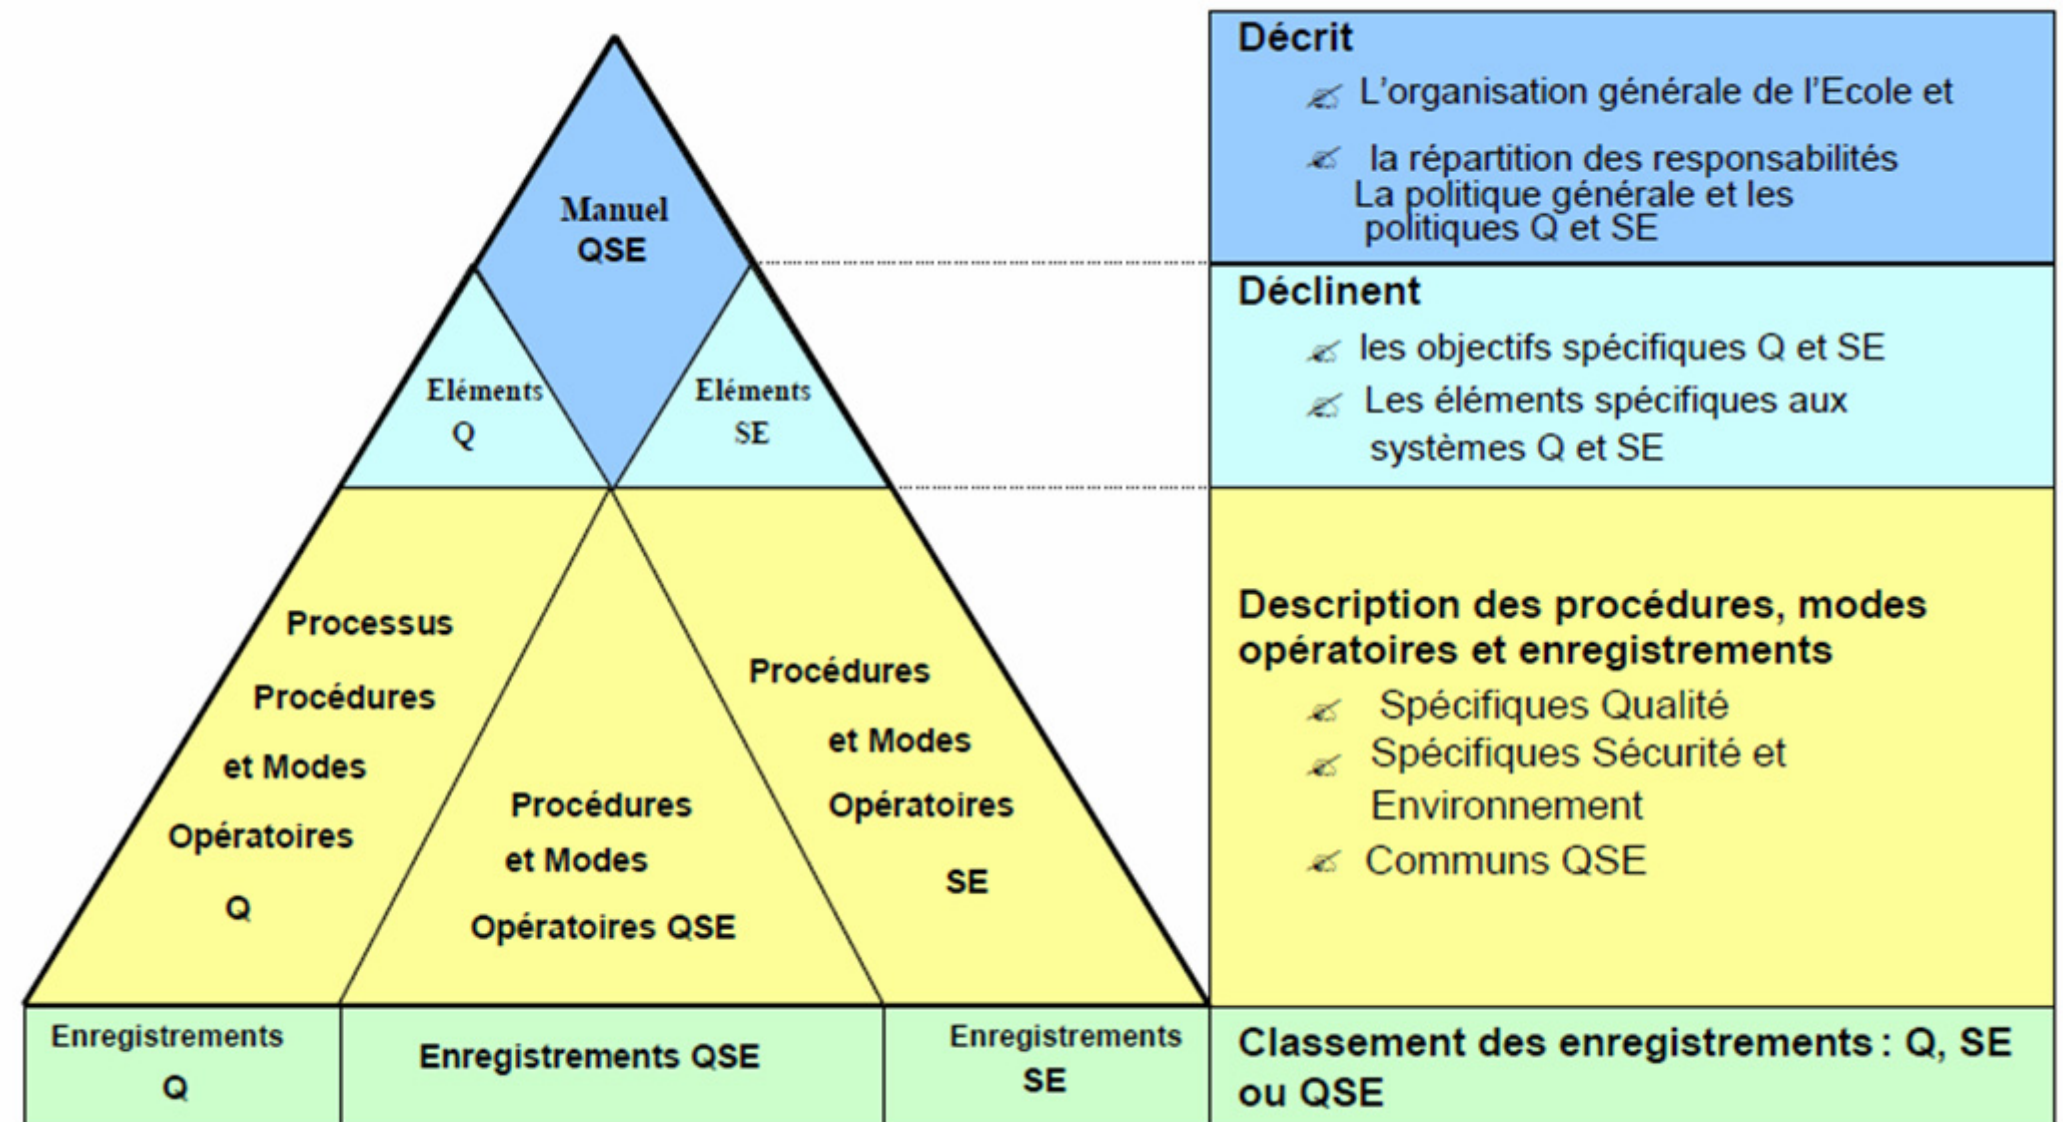 Manuel
QSE
Eléments
Q
Eléments
SE
Processus
Procédures
et Modes
Opératoires
Q
Procédures
et Modes
Opératoires QSE
Procédures
et Modes
Opératoires
SE
Enregistrements
Q
Enregistrements QSE
Enregistrements
SE
Décrit
L'organisation générale de l'Ecole et
la répartition des responsabilités
La politique générale et les
politiques Q et SE
Déclinent
les objectifs spécifiques Q et SE
Les éléments spécifiques aux
systèmes Q et SE
Description des procédures, modes
opératoires et enregistrements
Spécifiques Qualité
Spécifiques Sécurité et
Environnement
Communs QSE
Classement des enregistrements : Q, SE
ou QSE